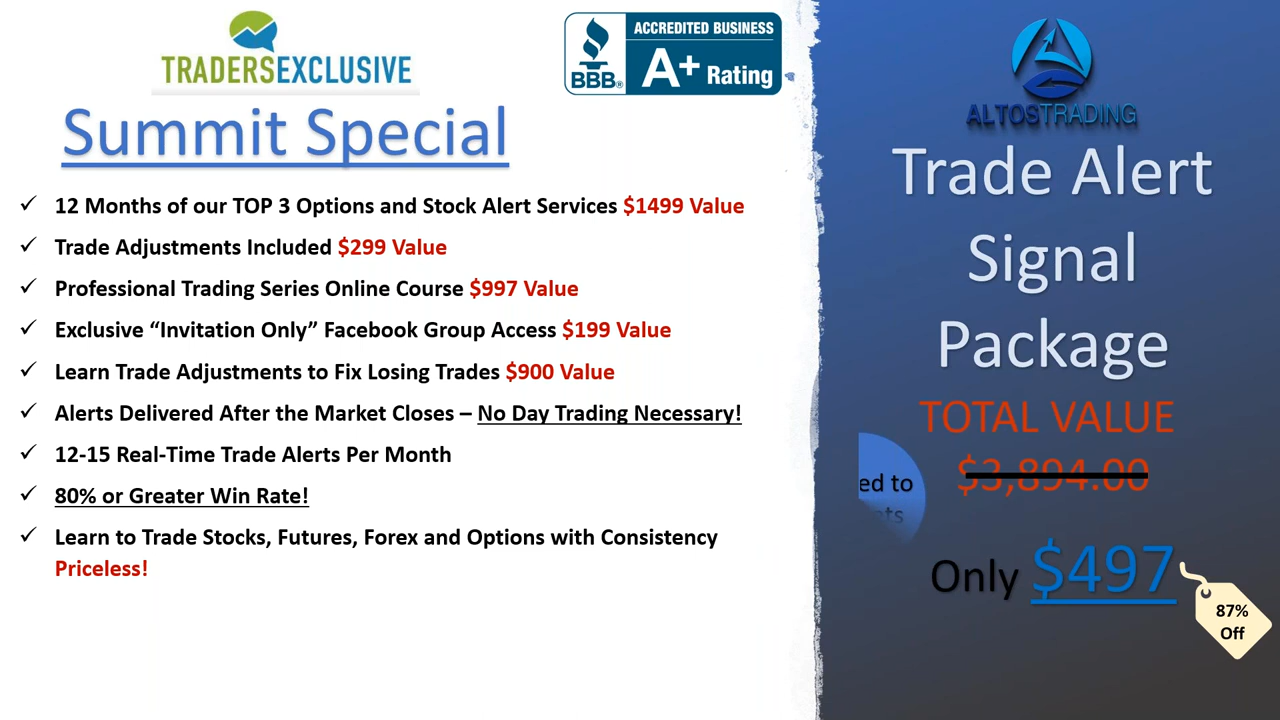 TRADERSEXCLUSIVE
BBB®
ACCREDITED BUSINESS
A+ Rating
Summit Special
12 Months of our TOP 3 Options and Stock Alert Services $1499 Value
Trade Adjustments Included $299 Value
Professional Trading Series Online Course $997 Value
Exclusive “Invitation Only” Facebook Group Access $199 Value
Learn Trade Adjustments to Fix Losing Trades $900 Value
Alerts Delivered After the Market Closes – No Day Trading Necessary!
12-15 Real-Time Trade Alerts Per Month
80% or Greater Win Rate!
Learn to Trade Stocks, Futures, Forex and Options with Consistency
Priceless!
ALTOSTRADING
Trade Alert
Signal
Package
TOTAL VALUE
$3,894.00
ed to
Only $497
87%
Off